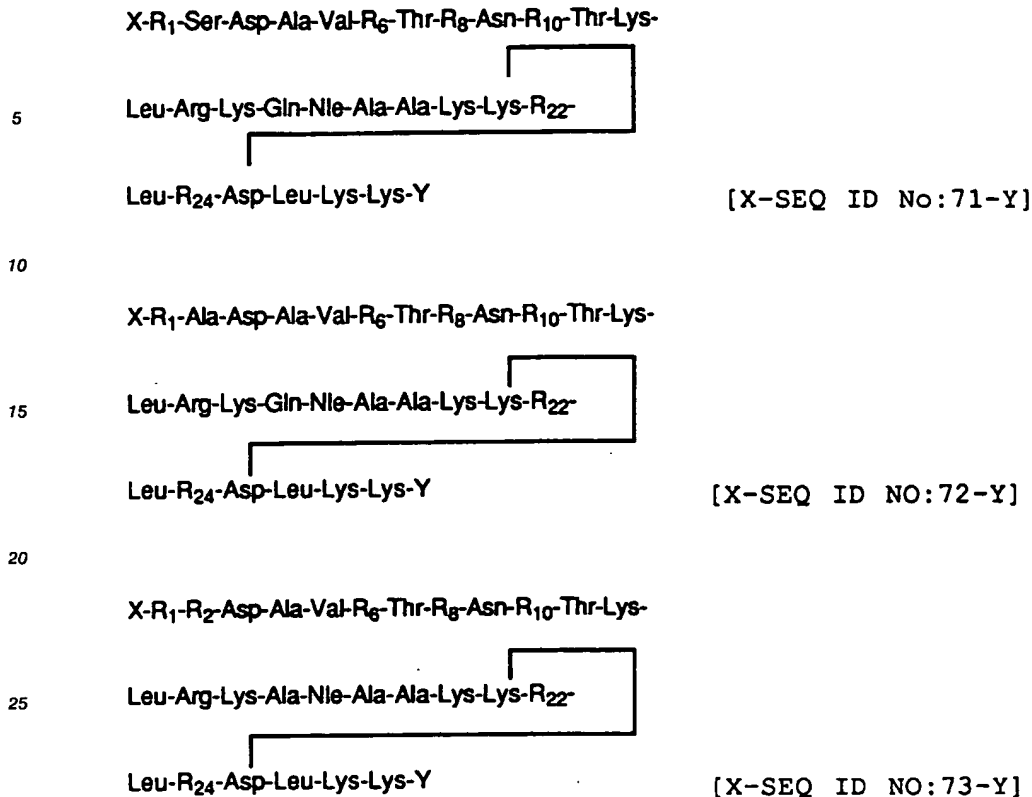 X-R1-Ser-Asp-Ala-Val-R6-Thr-R8-Asn-R10-Thr-Lys-
5 Leu-Arg-Lys-Gln-Nle-Ala-Ala-Lys-Lys-R22-
Leu-R24-Asp-Leu-Lys-Lys-Y [X-SEQ ID No:71-Y]
10
X-R1-Ala-Asp-Ala-Val-R6-Thr-R8-Asn-R10-Thr-Lys-
15 Leu-Arg-Lys-Gln-Nle-Ala-Ala-Lys-Lys-R22-
Leu-R24-Asp-Leu-Lys-Lys-Y [X-SEQ ID NO:72-Y]
20
X-R1-R2-Asp-Ala-Val-R6-Thr-R8-Asn-R10-Thr-Lys-
25 Leu-Arg-Lys-Ala-Nle-Ala-Ala-Lys-Lys-R22-
Leu-R24-Asp-Leu-Lys-Lys-Y [X-SEQ ID NO:73-Y]